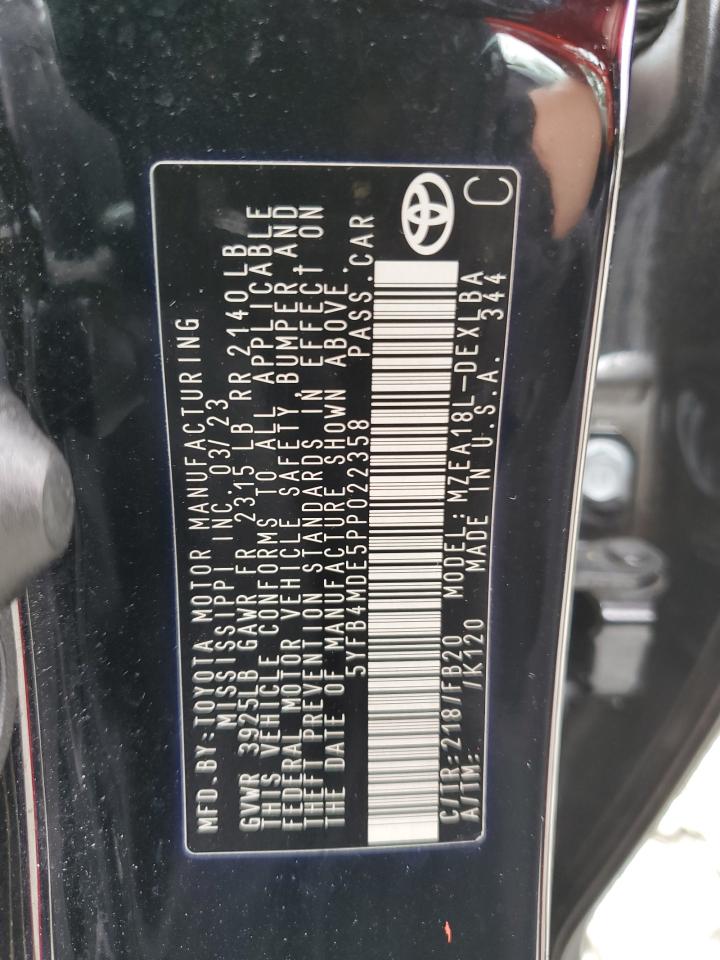 MFD.BY:TOYOTA MOTOR MANUFACTURING
MISSISSIPPI INC.03/23
GVWR 3925LB GAWR FR 2315 LB RR 2140LB
THIS VEHICLE CONFORMS TO ALL APPLICABLE
FEDERAL MOTOR VEHICLE SAFETY, BUMPER AND
THEFT PREVENTION STANDARDS IN EFFECT ON
THE DATE OF MANUFACTURE SHOWN ABOVE.
5YFB4MDE5PP022358 PASS.CAR
C/TR:218/FB20 MODEL:MZEA18L-DEXLBA
A/TM: /K120 MADE IN U.S.A. 344
C